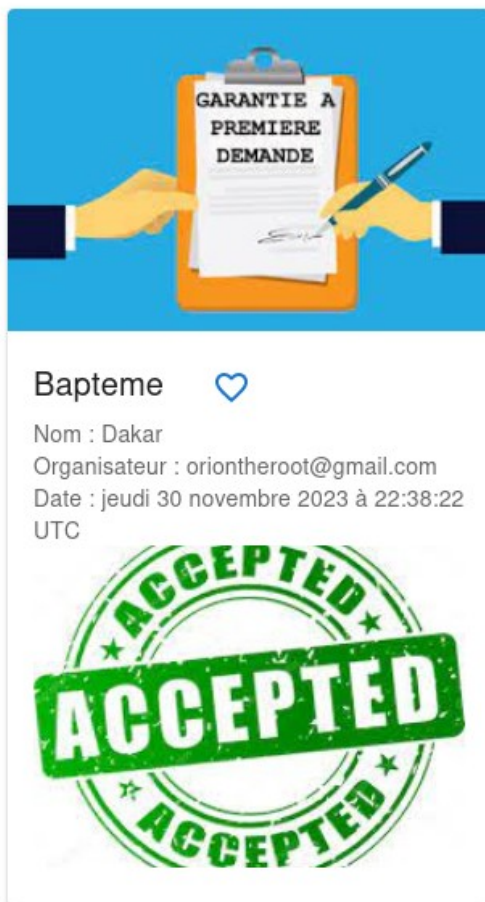 GARANTIE A
PREMIERE
DEMANDE
Bapteme
Nom : Dakar
Organisateur : oriontheroot@gmail.com
Date : jeudi 30 novembre 2023 à 22:38:22
UTC
ACCEPTED
ACCEPTED
ACCEPTED